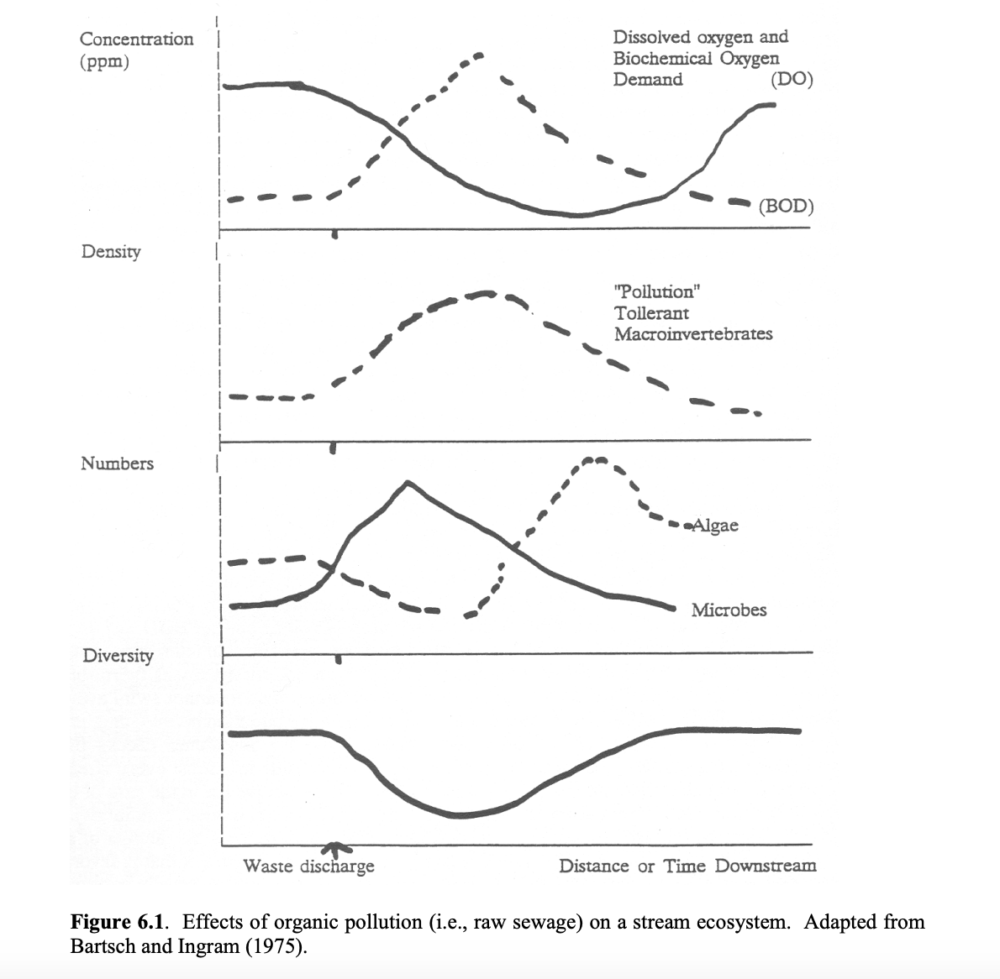 Concentration
(ppm)
Dissolved oxygen and
Biochemical Oxygen
Demand (DO)
(BOD)
Density
"Pollution"
Tollerant
Macroinvertebrates
Numbers
Algae
Microbes
Diversity
Waste discharge
Distance or Time Downstream
Figure 6.1. Effects of organic pollution (i.e., raw sewage) on a stream ecosystem. Adapted from
Bartsch and Ingram (1975).